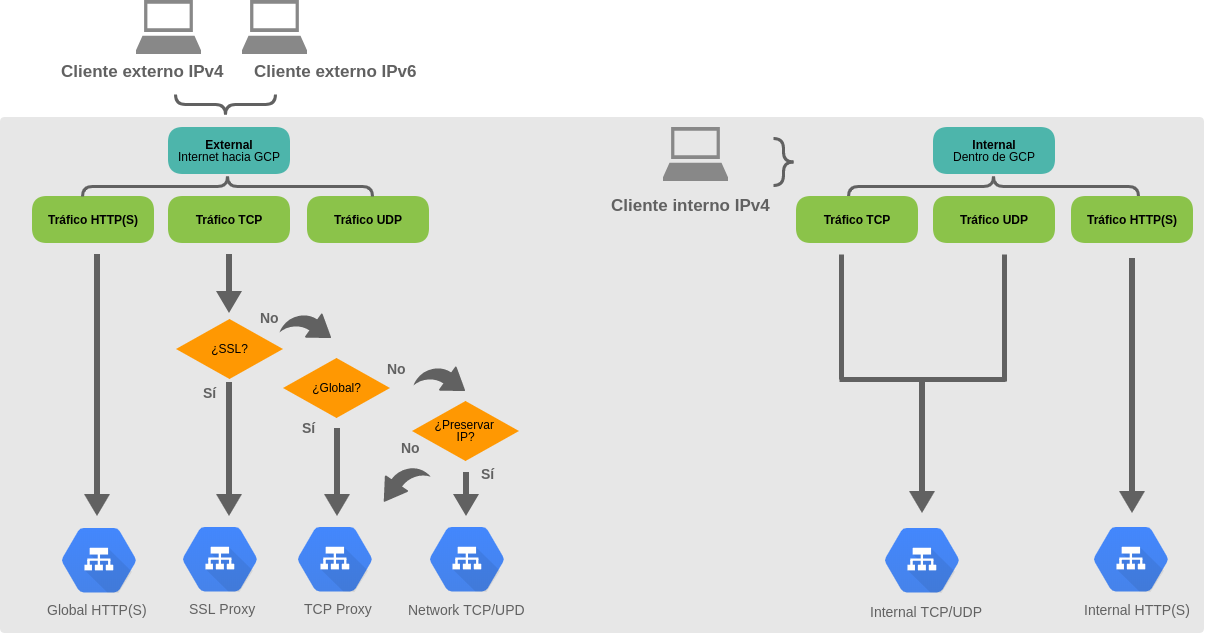 Cliente externo IPv4
Cliente externo IPv6
External
Internet hacia GCP
Tráfico HTTP(S)
Tráfico TCP
Tráfico UDP
No
¿SSL?
Sí
No
¿Global?
Sí
¿Preservar
IP?
No
Sí
Global HTTP(S)
SSL Proxy
TCP Proxy
Network TCP/UPD
Cliente interno IPv4
Internal
Dentro de GCP
Tráfico TCP
Tráfico UDP
Tráfico HTTP(S)
Internal TCP/UDP
Internal HTTP(S)